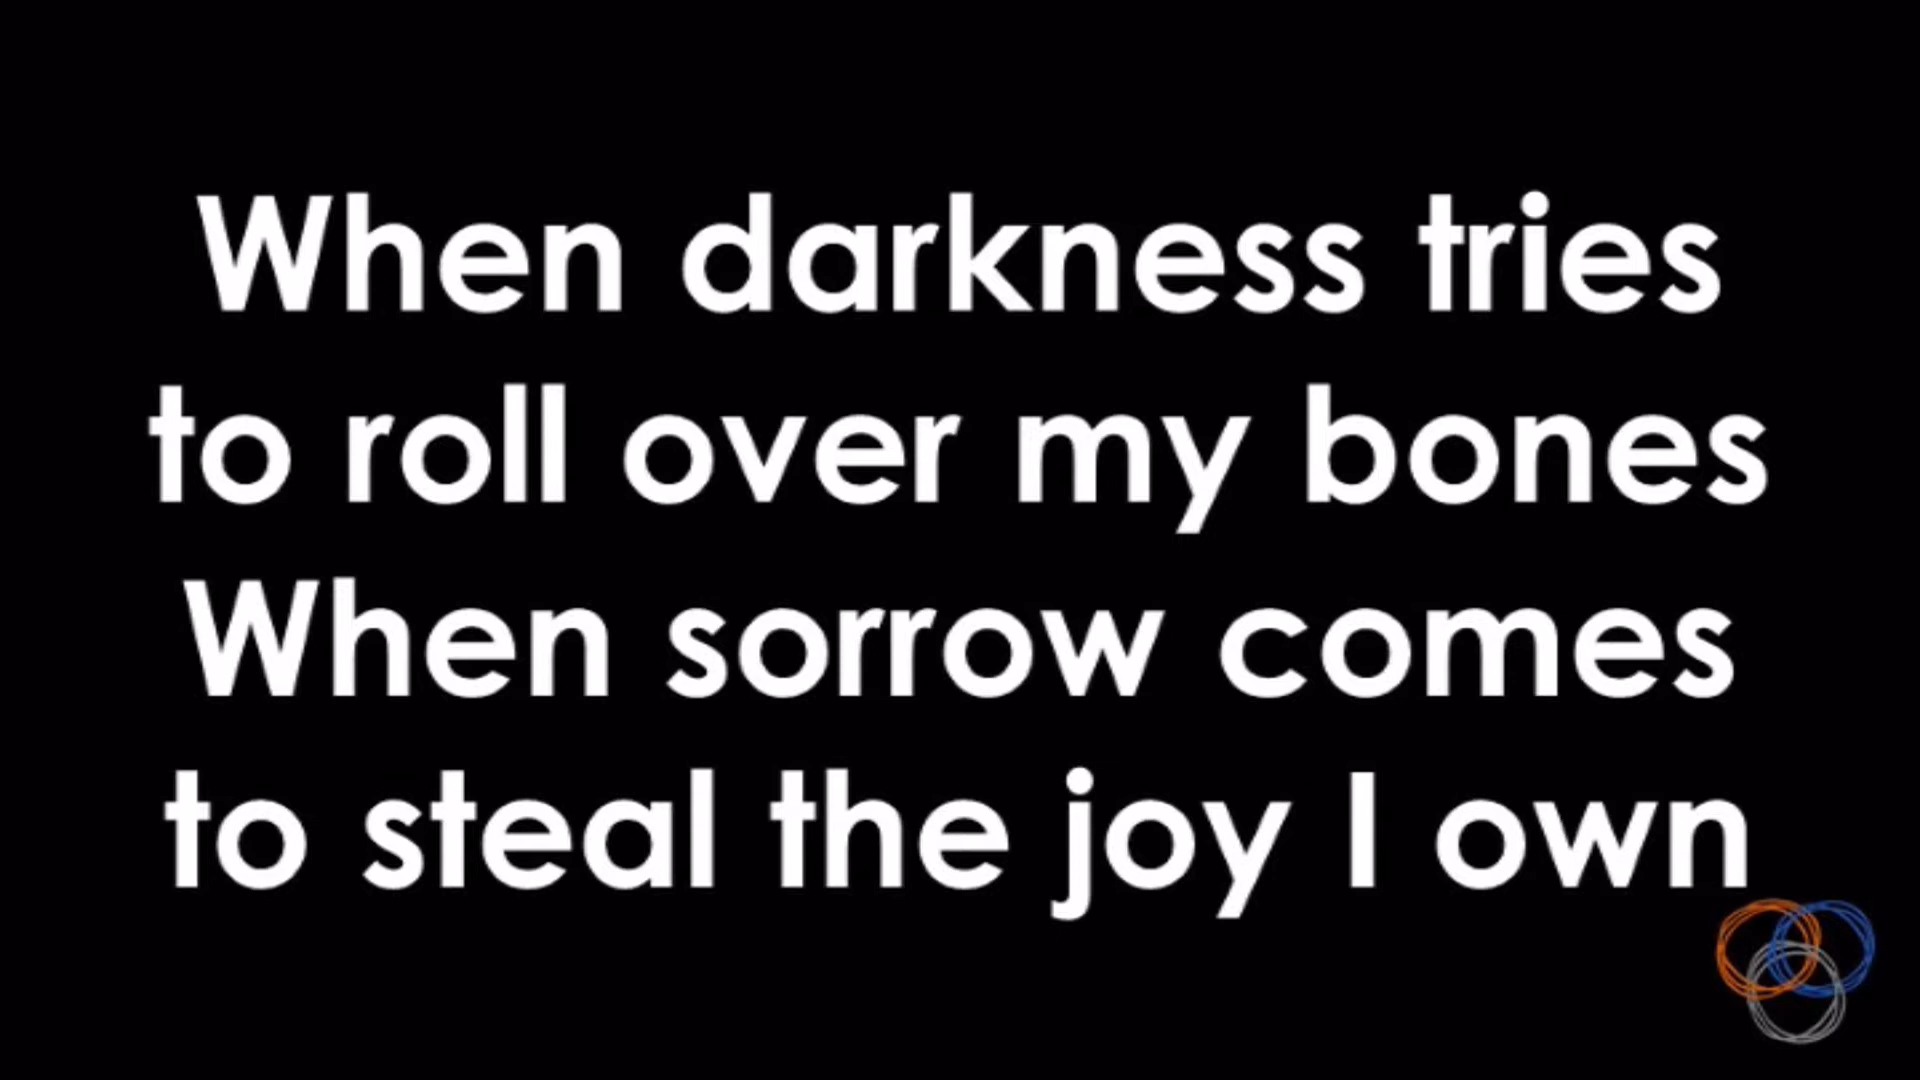 When darkness tries
to roll over my bones
When sorrow comes
to steal the joy I own